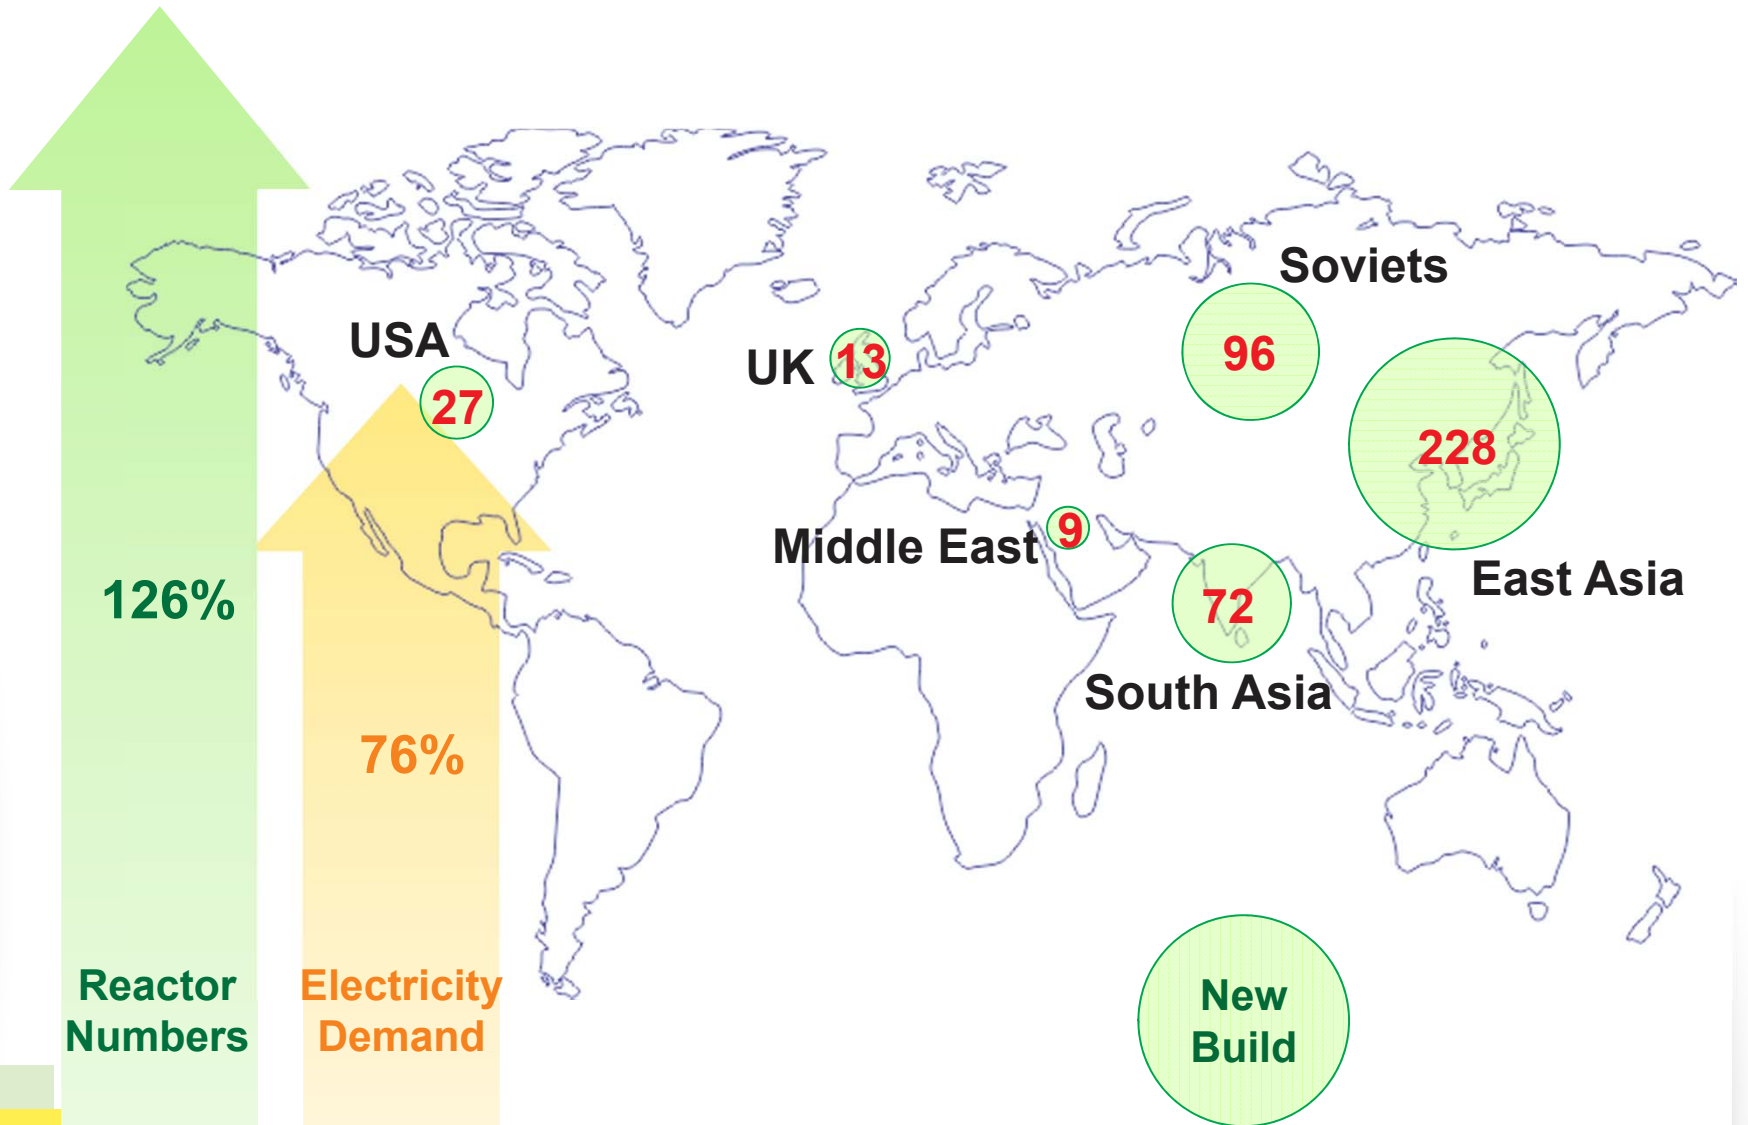 Soviets
USA
27
UK
13
96
228
Middle East
9
East Asia
72
South Asia
126%
76%
Reactor
Numbers
Electricity
Demand
New
Build